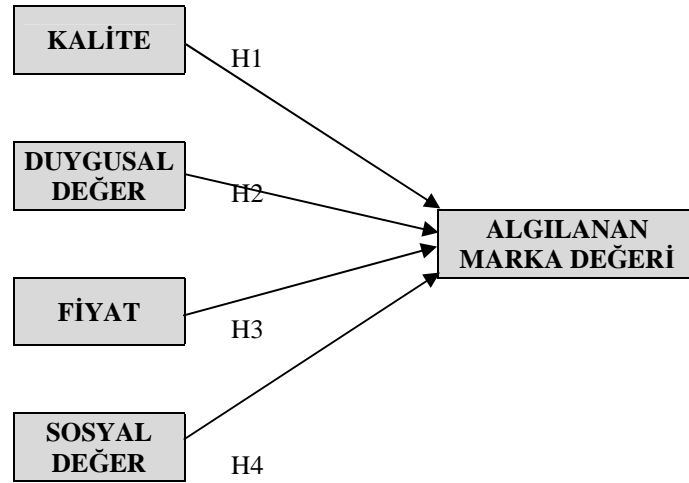 KALİTE
H1
DUYGUSAL
DEĞER
H2
ALGILANAN
MARKA DEĞERİ
FİYAT
H3
SOSYAL
DEĞER
H4